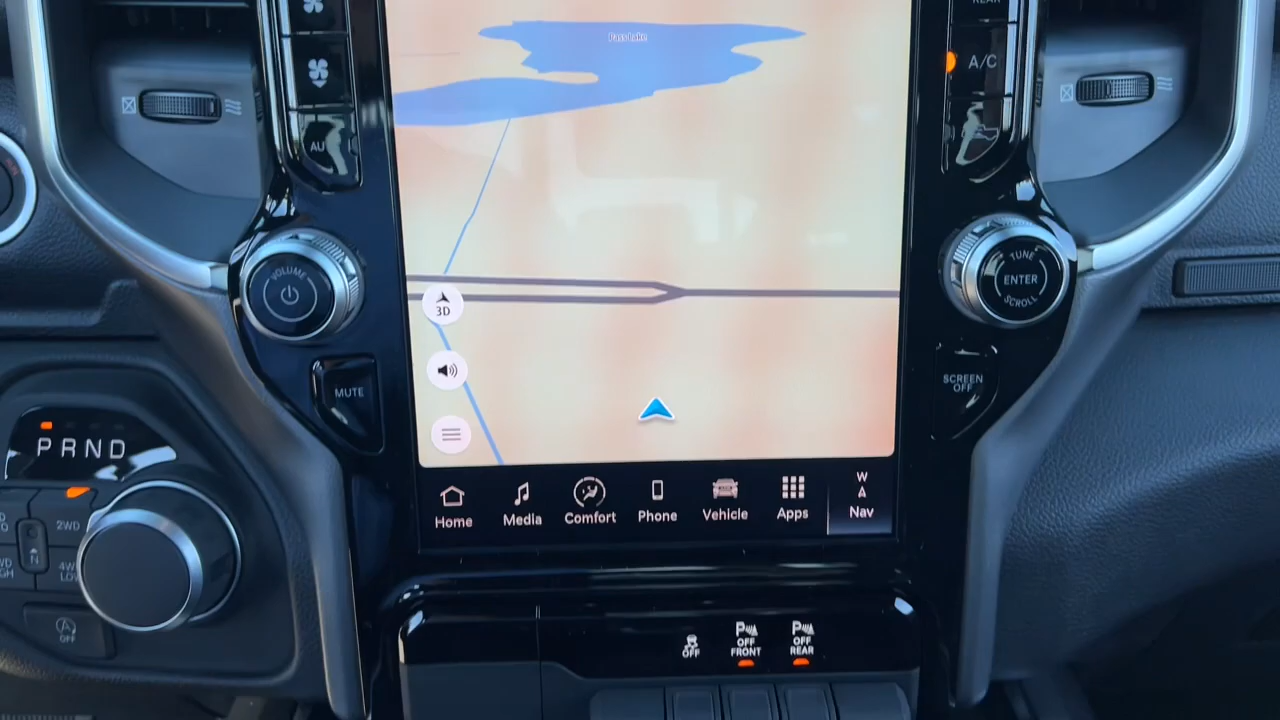 A/C
Pass Lake
VOLUME
TUNE
ENTER
SCROLL
3D
MUTE
SCREEN
OFF
PRND
2WD
N
OFF
Home
Media
Comfort
Phone
Vehicle
Apps
W
Nav
OFF
P
OFF
FRONT
P
OFF
REAR